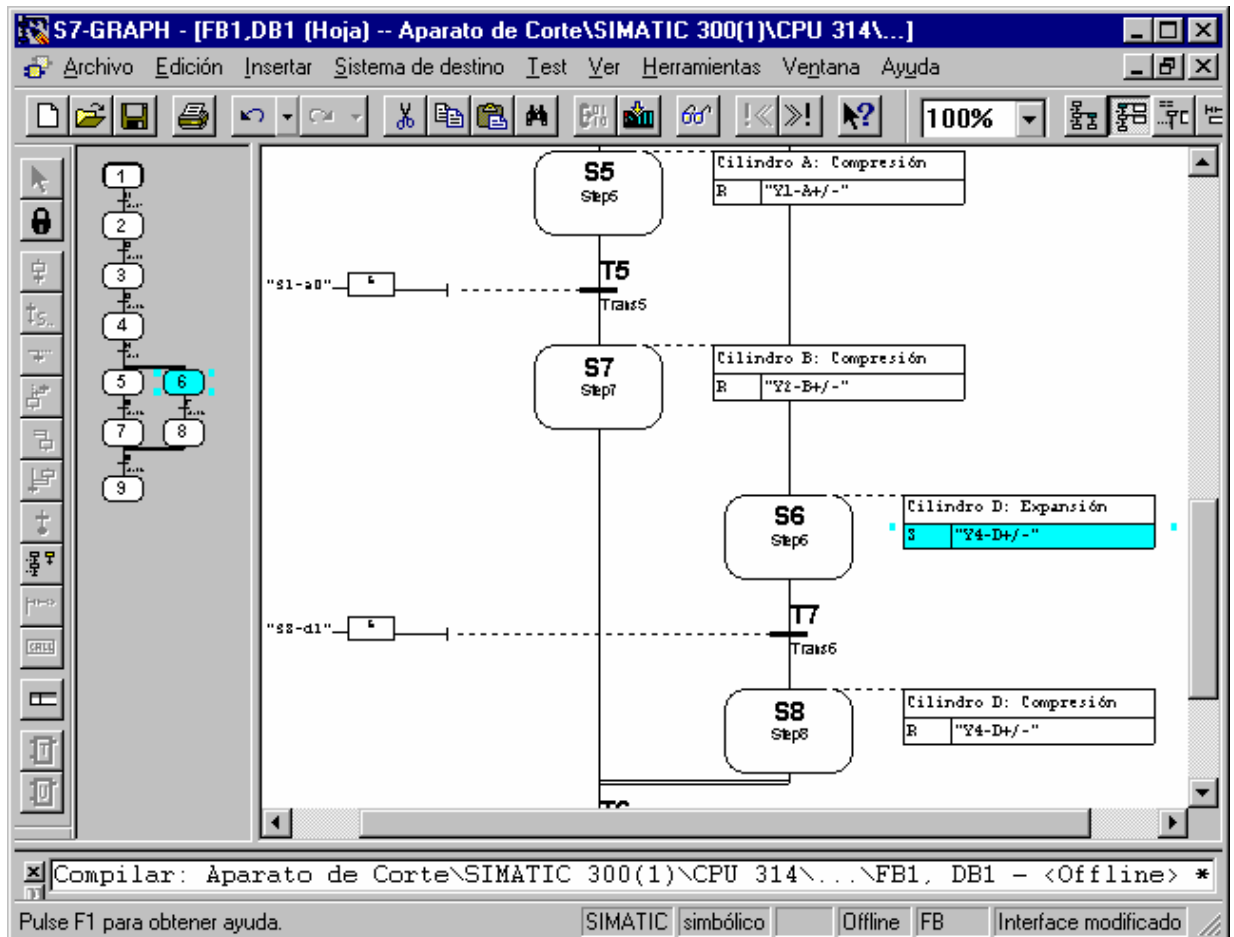 S7-GRAPH - [FB1,DB1 (Hoja) -- Aparato de Corte\SIMATIC 300(1)\CPU 314\...]
Archivo Edición Insertar Sistema de destino Test Ver Herramientas Ventana Ayuda
100%
1
2
3
4
5 6
7 8
9
S5
Step5
Cilindro A: Compresión
R "Y1-A+/-"
"S1-a0" &
T5
Trans5
S7
Step7
Cilindro B: Compresión
R "Y2-B+/-"
S6
Step6
Cilindro D: Expansión
S "Y4-D+/-"
"S8-d1" &
T7
Trans6
S8
Step8
Cilindro D: Compresión
R "Y4-D+/-"
Compilar: Aparato de Corte\SIMATIC 300(1)\CPU 314\...\FB1, DB1 – <Offline> *
Pulse F1 para obtener ayuda. SIMATIC simbólico Offline FB Interface modificado